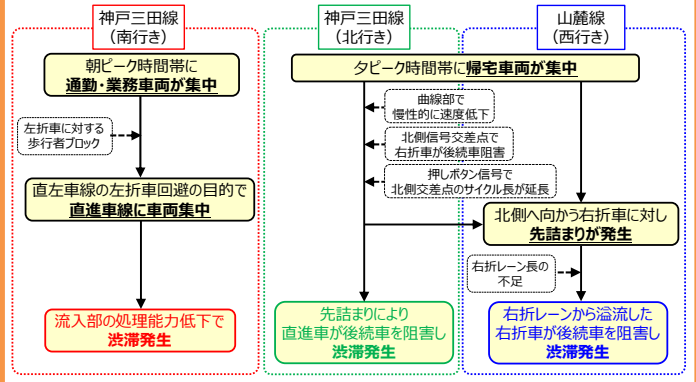 神戸三田線
（南行き）
神戸三田線
（北行き）
山麓線
（西行き）
朝ピーク時間帯に
通勤・業務車両が集中
左折車に対する
歩行者ブロック
直左車線の左折車回避の目的で
直進車線に車両集中
流入部の処理能力低下で
渋滞発生
夕ピーク時間帯に帰宅車両が集中
曲線部で
慢性的に速度低下
北側信号交差点で
右折車が後続車阻害
押しボタン信号で
北側交差点のサイクル長が延長
北側へ向かう右折車に対し
先詰まりが発生
右折レーン長の
不足
先詰まりにより
直進車が後続車を阻害し
渋滞発生
右折レーンから溢流した
右折車が後続車を阻害し
渋滞発生